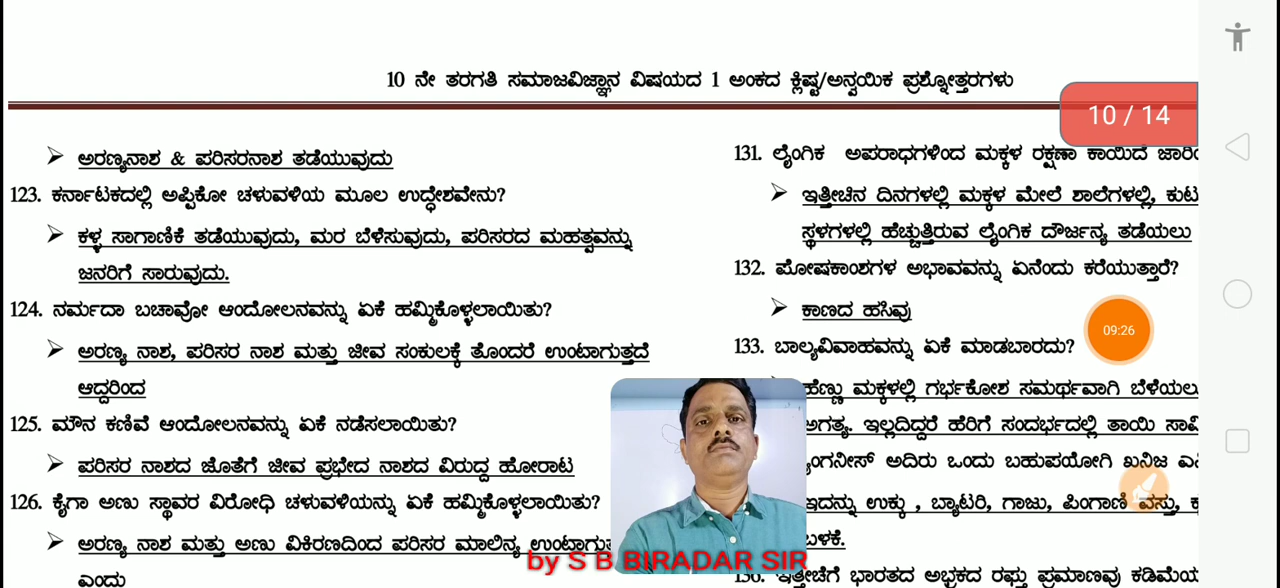 10 ನೇ ತರಗತಿ ಸಮಾಜವಿಜ್ಞಾನ ವಿಷಯದ 1 ಅಂಕದ ಕ್ಲಿಷ್ಟ/ಅನ್ವಯಿಕ ಪ್ರಶ್ನೋತ್ತರಗಳು
10 / 14
➢ ಅರಣ್ಯನಾಶ & ಪರಿಸರನಾಶ ತಡೆಯುವುದು
123. ಕರ್ನಾಟಕದಲ್ಲಿ ಅಪ್ಪಿಕೋ ಚಳುವಳಿಯ ಮೂಲ ಉದ್ಧೇಶವೇನು?
➢ ಕಳ್ಳ ಸಾಗಾಣಿಕೆ ತಡೆಯುವುದು, ಮರ ಬೆಳೆಸುವುದು, ಪರಿಸರದ ಮಹತ್ವವನ್ನು
ಜನರಿಗೆ ಸಾರುವುದು.
124. ನರ್ಮದಾ ಬಚಾವೋ ಆಂದೋಲನವನ್ನು ಏಕೆ ಹಮ್ಮಿಕೊಳ್ಳಲಾಯಿತು?
➢ ಅರಣ್ಯ ನಾಶ, ಪರಿಸರ ನಾಶ ಮತ್ತು ಜೀವ ಸಂಕುಲಕ್ಕೆ ತೊಂದರೆ ಉಂಟಾಗುತ್ತದೆ
ಆದ್ದರಿಂದ
125. ಮೌನ ಕಣಿವೆ ಆಂದೋಲನವನ್ನು ಏಕೆ ನಡೆಸಲಾಯಿತು?
➢ ಪರಿಸರ ನಾಶದ ಜೊತೆಗೆ ಜೀವ ಪ್ರಭೇದ ನಾಶದ ವಿರುದ್ದ ಹೋರಾಟ
126. ಕೈಗಾ ಅಣು ಸ್ಥಾವರ ವಿರೋಧಿ ಚಳುವಳಿಯನ್ನು ಏಕೆ ಹಮ್ಮಿಕೊಳ್ಳಲಾಯಿತು?
➢ ಅರಣ್ಯ ನಾಶ ಮತ್ತು ಅಣು ವಿಕಿರಣದಿಂದ ಪರಿಸರ ಮಾಲಿನ್ಯ
ಎಂದು
131. ಲೈಂಗಿಕ ಅಪರಾಧಗಳಿಂದ ಮಕ್ಕಳ ರಕ್ಷಣಾ ಕಾಯಿದೆ
➢ ಇತ್ತೀಚಿನ ದಿನಗಳಲ್ಲಿ ಮಕ್ಕಳ ಮೇಲೆ ಶಾಲೆಗಳಲ್ಲಿ,
ಸ್ಥಳಗಳಲ್ಲಿ ಹೆಚ್ಚುತ್ತಿರುವ ಲೈಂಗಿಕ ದೌರ್ಜನ್ಯ ತಡೆಯಲು
132. ಪೋಷಕಾಂಶಗಳ ಅಭಾವವನ್ನು ಏನೆಂದು ಕರೆಯುತ್ತಾರೆ?
➢ ಕಾಣದ ಹಸಿವು
09:26
133. ಬಾಲ್ಯವಿವಾಹವನ್ನು ಏಕೆ ಮಾಡಬಾರದು?
ಹೆಣ್ಣು ಮಕ್ಕಳಲ್ಲಿ ಗರ್ಭಕೋಶ ಸಮರ್ಥವಾಗಿ
ಅಗತ್ಯ. ಇಲ್ಲದಿದ್ದರೆ ಹೆರಿಗೆ ಸಂದರ್ಭದಲ್ಲಿ ತಾಯಿ
ಅದಿರು ಒಂದು ಬಹುಪಯೋಗಿ ಖನಿಜ
ಇದನ್ನು ಉಕ್ಕು , ಬ್ಯಾಟರಿ, ಗಾಜು, ಪಿಂಗಾಣಿ ವಸ್ತು,
ಬಳಕೆ.
ಇತ್ತೀಚೆಗೆ ಭಾರತದ ಅಭ್ರಕದ ರಫ್ತು ಪ್ರಮಾಣವು
by S B BIRADAR SIR